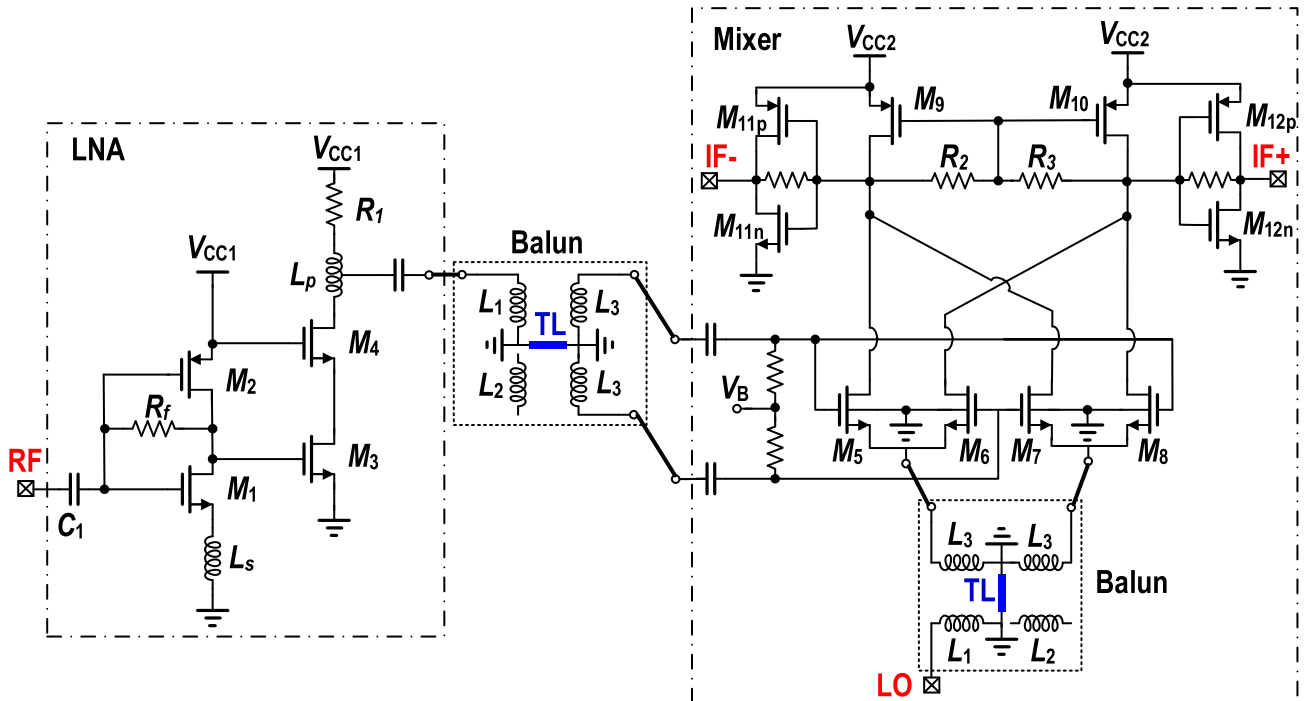 Mixer
VCC2
VCC2
M11p
M9
M10
M12p
LNA
VCC1
IF-
R2
R3
IF+
R1
M11n
M12n
VCC1
Balun
Lp
L1
L3
TL
M4
M2
L2
L3
VB
Rf
M3
M5
M6
M7
M8
RF
M1
C1
Ls
L3
L3
TL
Balun
L1
L2
LO